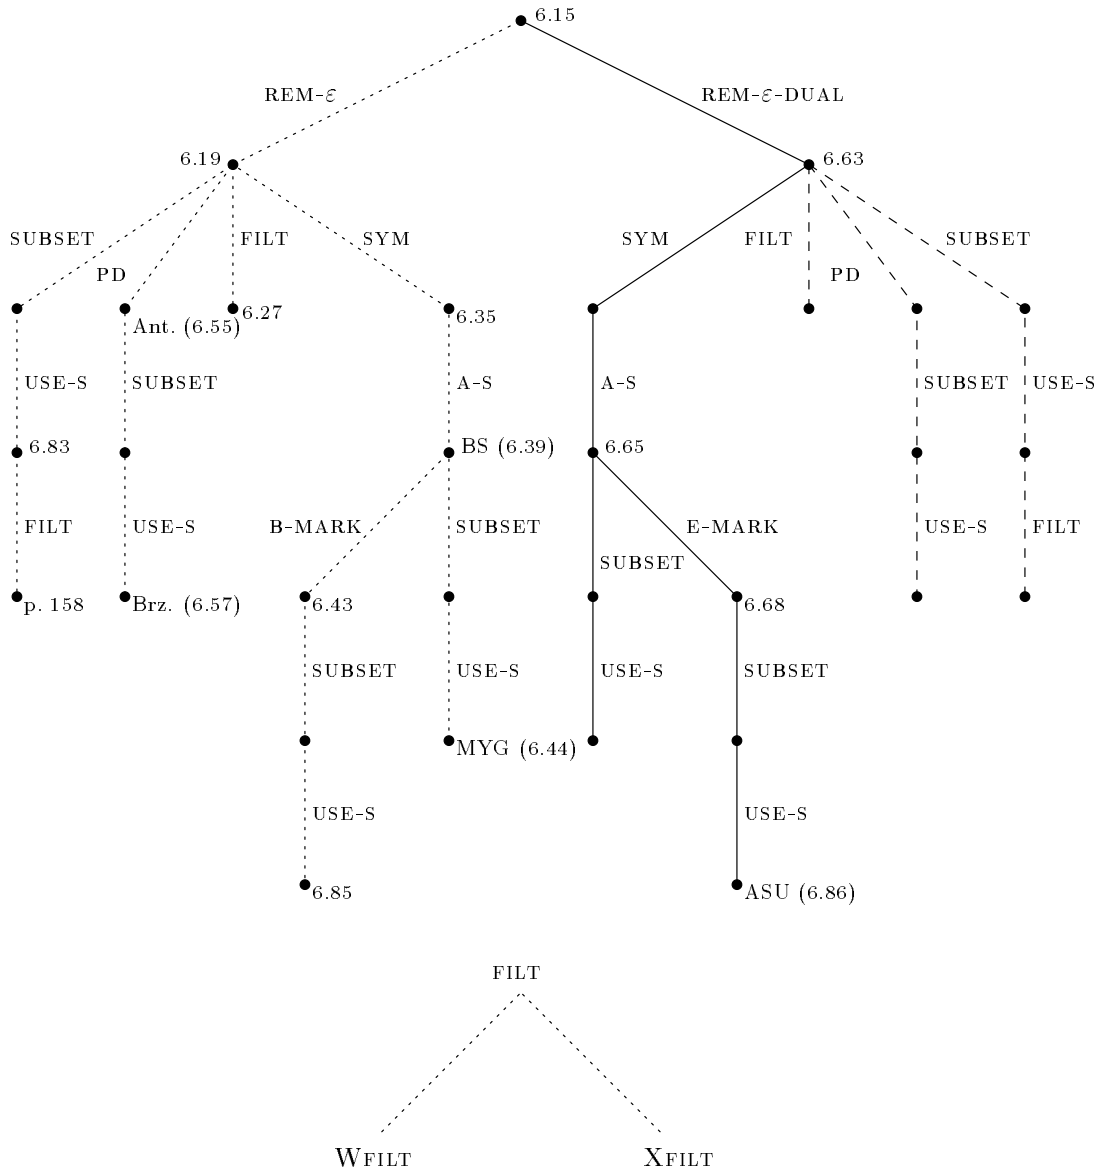 6.15
REM-ε REM-ε-DUAL
6.19 6.63
SUBSET FILT SYM SYM FILT SUBSET
PD PD
Ant. (6.55) 6.27 6.35
USE-S SUBSET A-S A-S SUBSET USE-S
6.83 BS (6.39) 6.65
FILT USE-S B-MARK SUBSET E-MARK USE-S FILT
SUBSET
p. 158 Brz. (6.57) 6.43 6.68
SUBSET USE-S USE-S SUBSET
MYG (6.44)
USE-S USE-S
6.85 ASU (6.86)
FILT
WFILT XFILT